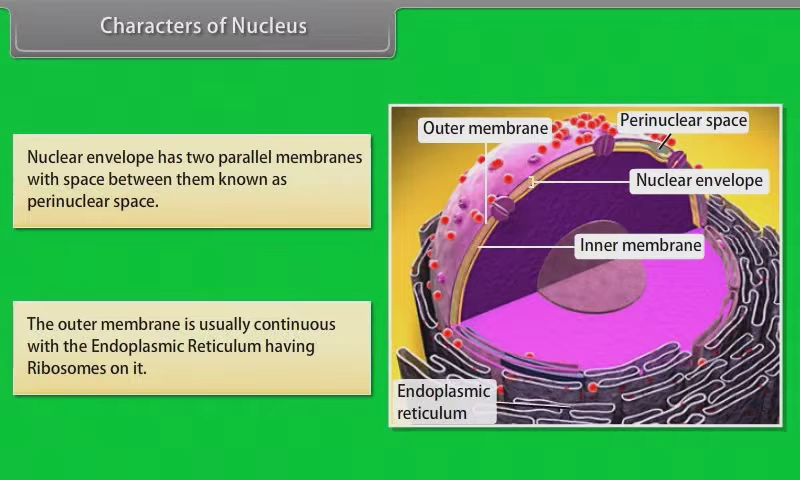 Characters of Nucleus
Nuclear envelope has two parallel membranes
with space between them known as
perinuclear space.
The outer membrane is usually continuous
with the Endoplasmic Reticulum having
Ribosomes on it.
Outer membrane
Perinuclear space
Nuclear envelope
Inner membrane
Endoplasmic
reticulum